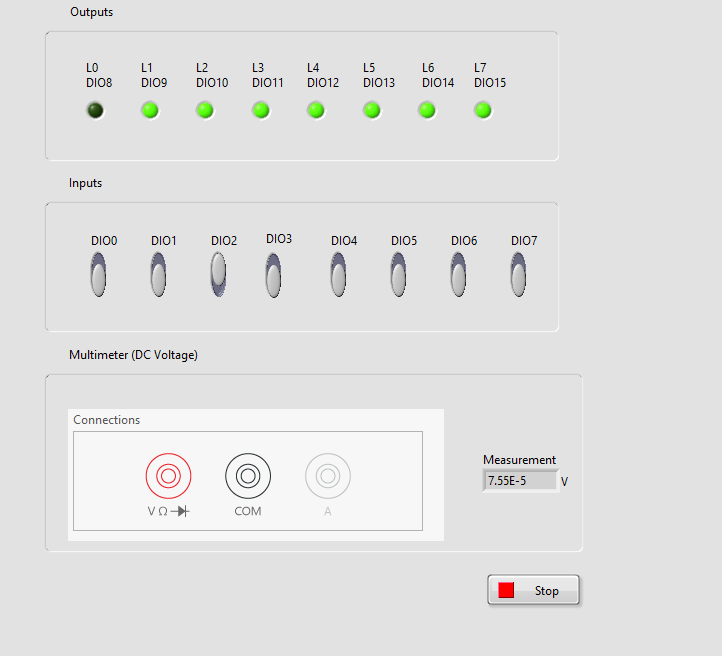 Outputs
L0 L1 L2 L3 L4 L5 L6 L7
DIO8 DIO9 DIO10 DIO11 DIO12 DIO13 DIO14 DIO15
Inputs
DIO0 DIO1 DIO2 DIO3 DIO4 DIO5 DIO6 DIO7
Multimeter (DC Voltage)
Connections
Measurement
7.55E-5 V
V Ω COM A
Stop